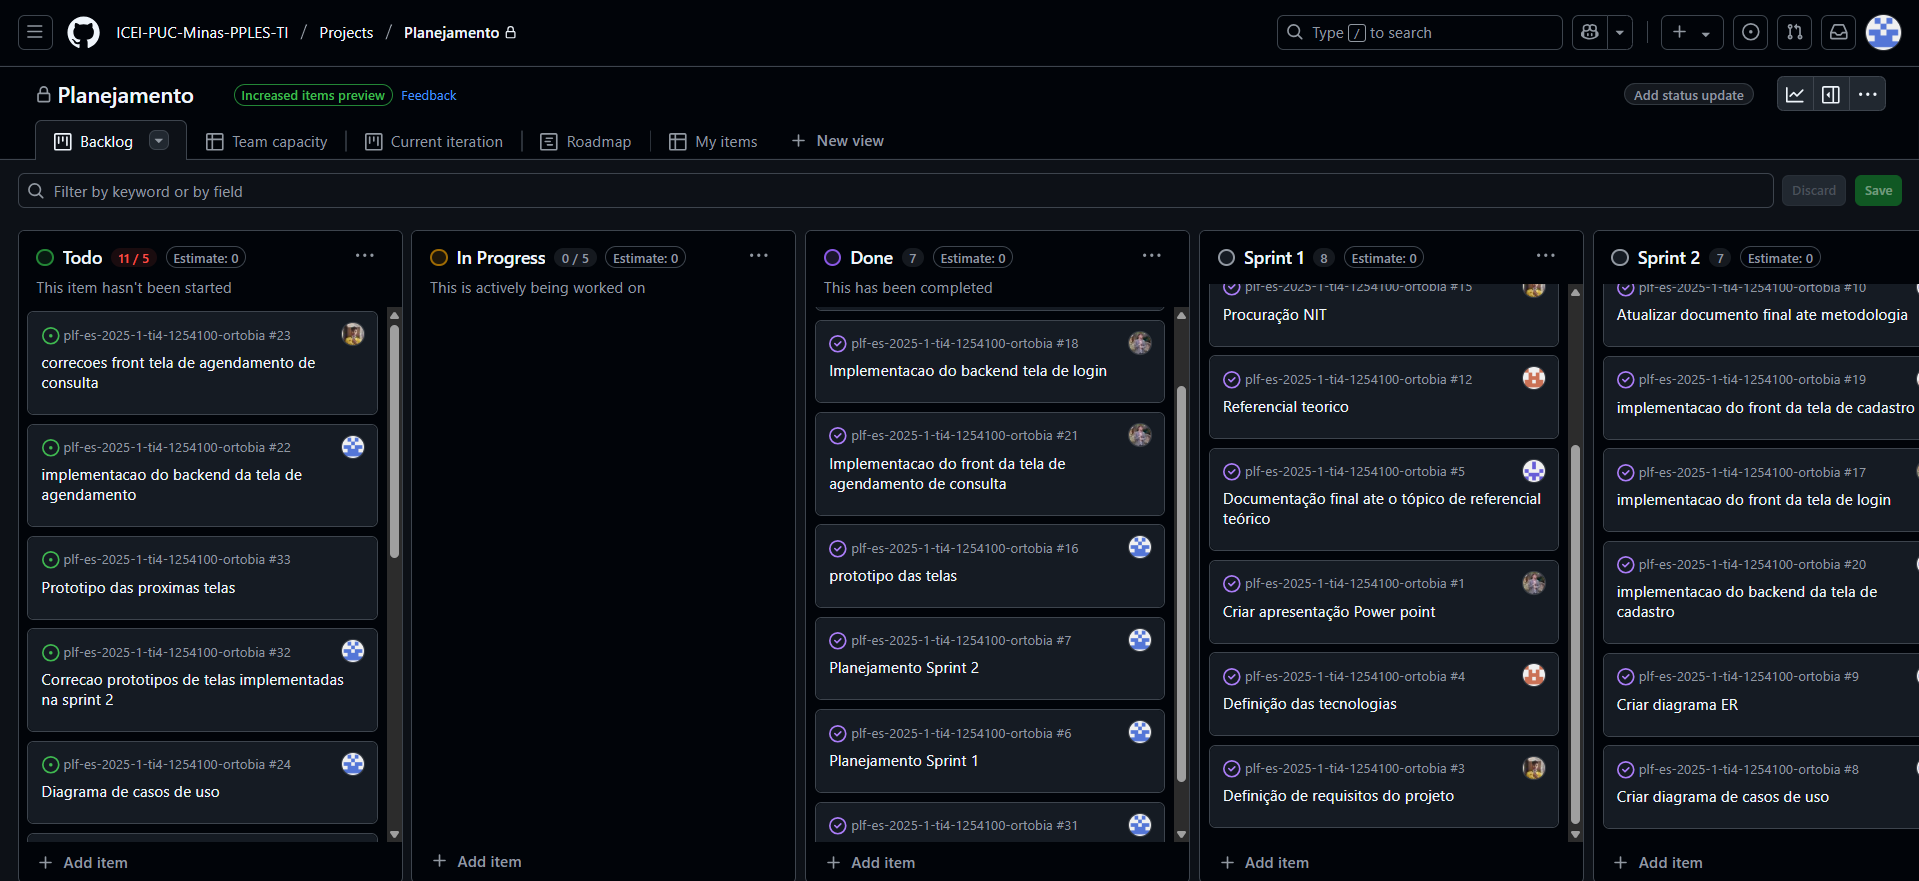 ICEI-PUC-Minas-PPLES-TI / Projects / Planejamento
Type / to search
Planejamento
Increased items preview
Feedback
Add status update
Backlog
Team capacity
Current iteration
Roadmap
My items
New view
Filter by keyword or by field
Discard
Save
Todo 11 / 5 Estimate: 0
This item hasn't been started
plf-es-2025-1-ti4-1254100-ortobia #23
correcoes front tela de agendamento de
consulta
plf-es-2025-1-ti4-1254100-ortobia #22
implementacao do backend da tela de
agendamento
plf-es-2025-1-ti4-1254100-ortobia #33
Prototipo das proximas telas
plf-es-2025-1-ti4-1254100-ortobia #32
Correcao prototipos de telas implementadas
na sprint 2
plf-es-2025-1-ti4-1254100-ortobia #24
Diagrama de casos de uso
Add item
In Progress 0 / 5 Estimate: 0
This is actively being worked on
Add item
Done 7 Estimate: 0
This has been completed
plf-es-2025-1-ti4-1254100-ortobia #18
Implementacao do backend tela de login
plf-es-2025-1-ti4-1254100-ortobia #21
Implementacao do front da tela de
agendamento de consulta
plf-es-2025-1-ti4-1254100-ortobia #16
prototipo das telas
plf-es-2025-1-ti4-1254100-ortobia #7
Planejamento Sprint 2
plf-es-2025-1-ti4-1254100-ortobia #6
Planejamento Sprint 1
plf-es-2025-1-ti4-1254100-ortobia #31
Add item
Sprint 1 8 Estimate: 0
plf-es-2025-1-ti4-1254100-ortobia #15
Procuração NIT
plf-es-2025-1-ti4-1254100-ortobia #12
Referencial teorico
plf-es-2025-1-ti4-1254100-ortobia #5
Documentação final ate o tópico de referencial
teórico
plf-es-2025-1-ti4-1254100-ortobia #1
Criar apresentação Power point
plf-es-2025-1-ti4-1254100-ortobia #4
Definição das tecnologias
plf-es-2025-1-ti4-1254100-ortobia #3
Definição de requisitos do projeto
Add item
Sprint 2 7 Estimate: 0
plf-es-2025-1-ti4-1254100-ortobia #10
Atualizar documento final ate metodologia
plf-es-2025-1-ti4-1254100-ortobia #19
implementacao do front da tela de cadastro
plf-es-2025-1-ti4-1254100-ortobia #17
implementacao do front da tela de login
plf-es-2025-1-ti4-1254100-ortobia #20
implementacao do backend da tela de
cadastro
plf-es-2025-1-ti4-1254100-ortobia #9
Criar diagrama ER
plf-es-2025-1-ti4-1254100-ortobia #8
Criar diagrama de casos de uso
Add item